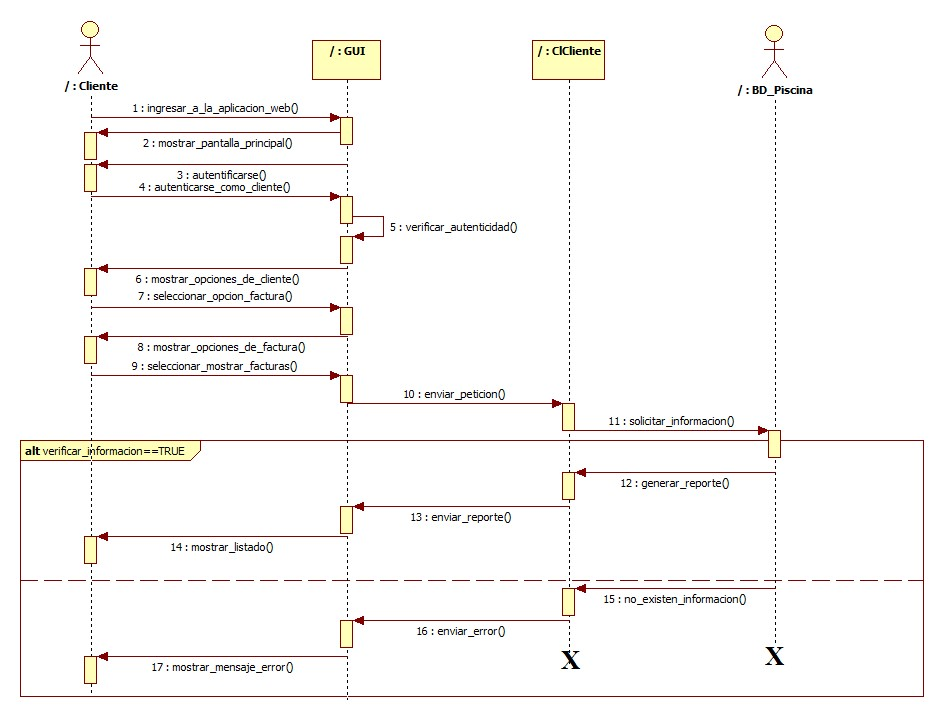 / : Cliente
/ : GUI
/ : ClCliente
/ : BD_Piscina
1 : ingresar_a_la_aplicacion_web()
2 : mostrar_pantalla_principal()
3 : autentificarse()
4 : autenticarse_como_cliente()
5 : verificar_autenticidad()
6 : mostrar_opciones_de_cliente()
7 : seleccionar_opcion_factura()
8 : mostrar_opciones_de_factura()
9 : seleccionar_mostrar_facturas()
10 : enviar_peticion()
11 : solicitar_informacion()
alt verificar_informacion==TRUE
12 : generar_reporte()
13 : enviar_reporte()
14 : mostrar_listado()
15 : no_existen_informacion()
16 : enviar_error()
X
X
17 : mostrar_mensaje_error()